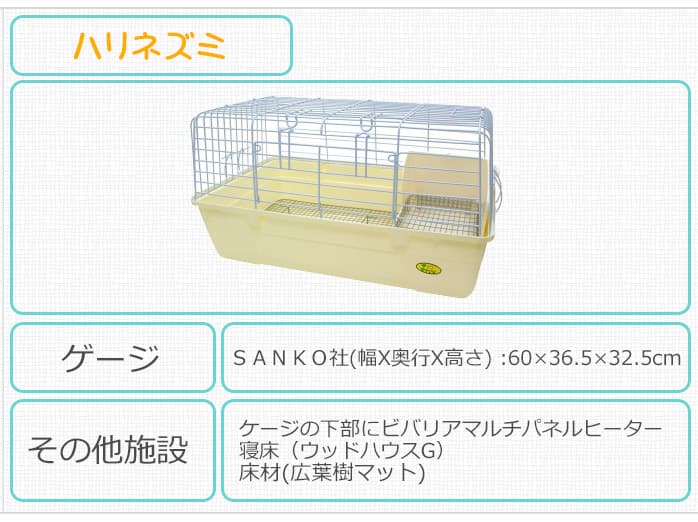 ハリネズミ
ゲージ
ＳＡＮＫＯ社(幅X奥行X高さ) :60×36.5×32.5cm
その他施設
ケージの下部にビバリアマルチパネルヒーター
寝床（ウッドハウスG）
床材(広葉樹マット)